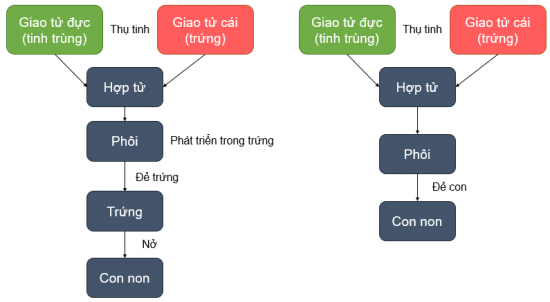 Giao tử đực
(tinh trùng)
Thụ tinh
Giao tử cái
(trứng)
Hợp tử
Phôi
Phát triển trong trứng
Đẻ trứng
Trứng
Nở
Con non
Giao tử đực
(tinh trùng)
Thụ tinh
Giao tử cái
(trứng)
Hợp tử
Phôi
Đẻ con
Con non